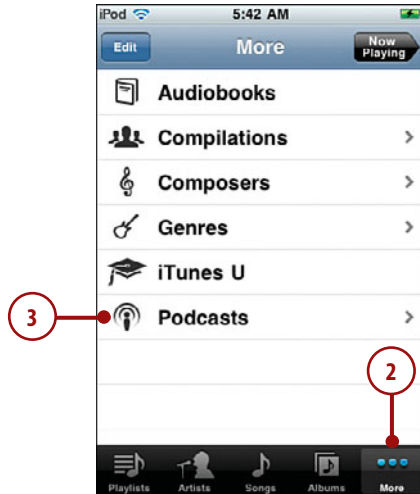 iPod 5:42 AM
Edit More Now Playing
Audiobooks
Compilations
Composers
Genres
iTunes U
Podcasts
3
2
Playlists Artists Songs Albums More